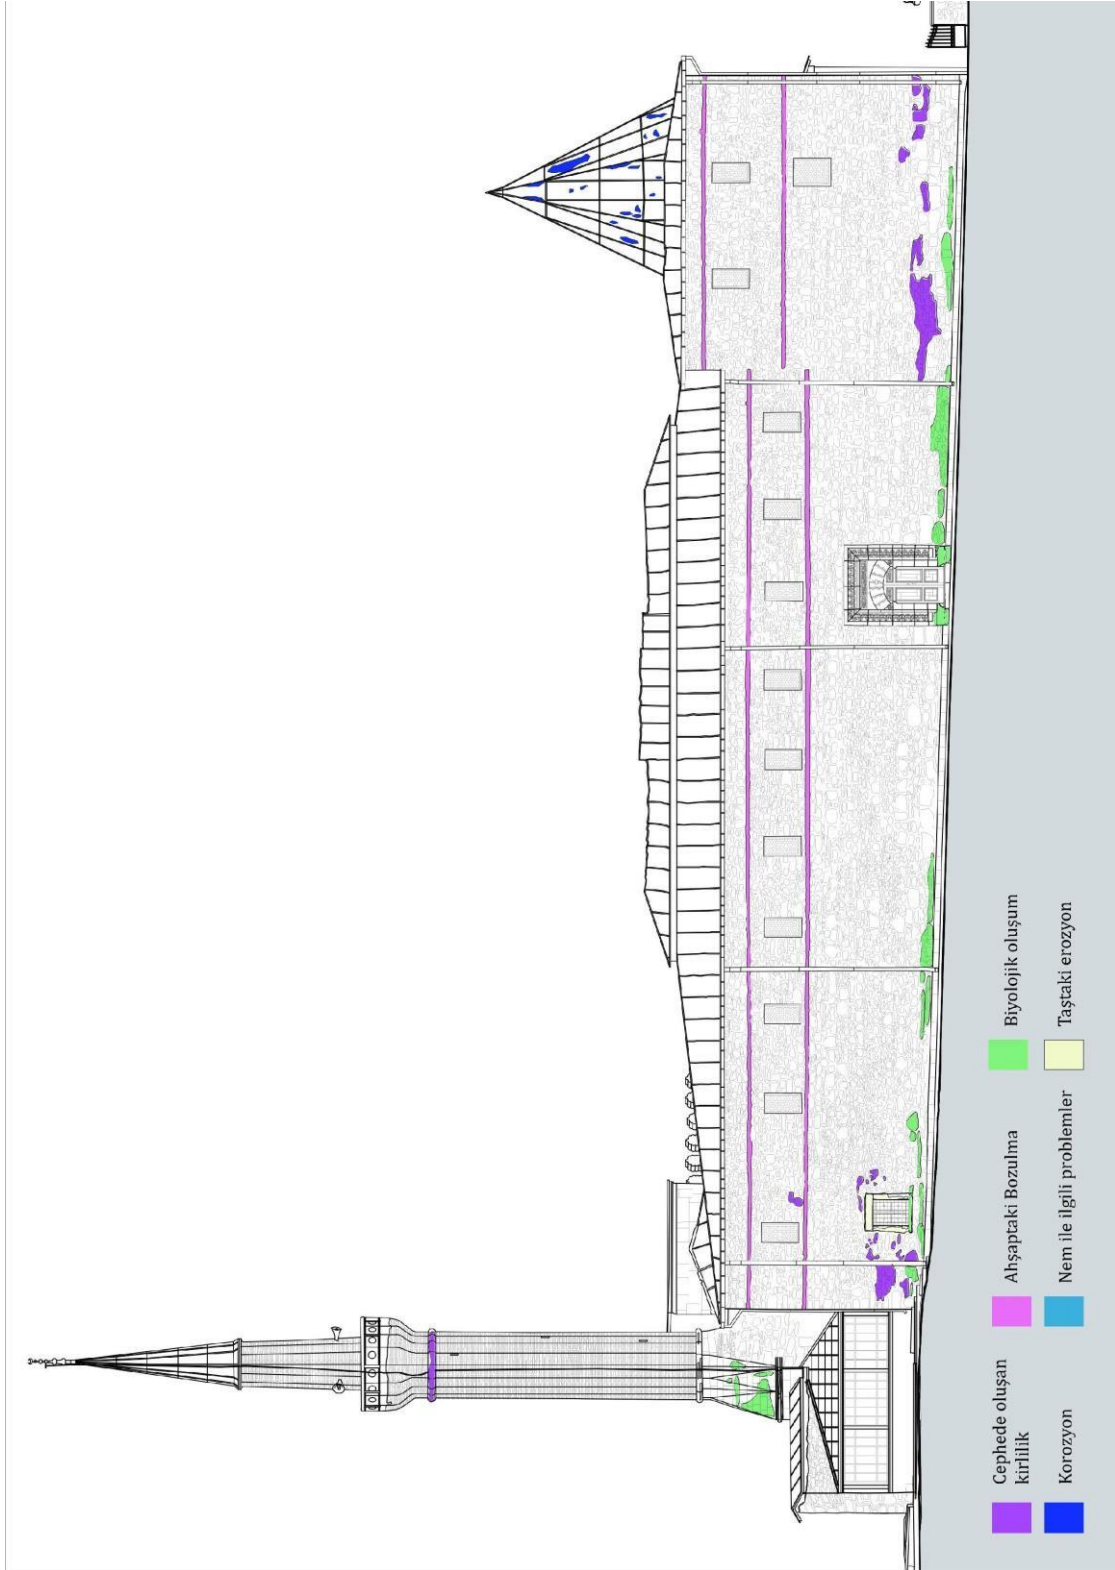 Cephede oluşan
kirlilik
Ahşaptaki Bozulma
Biyolojik oluşum
Korozyon
Nem ile ilgili problemler
Taştaki erozyon